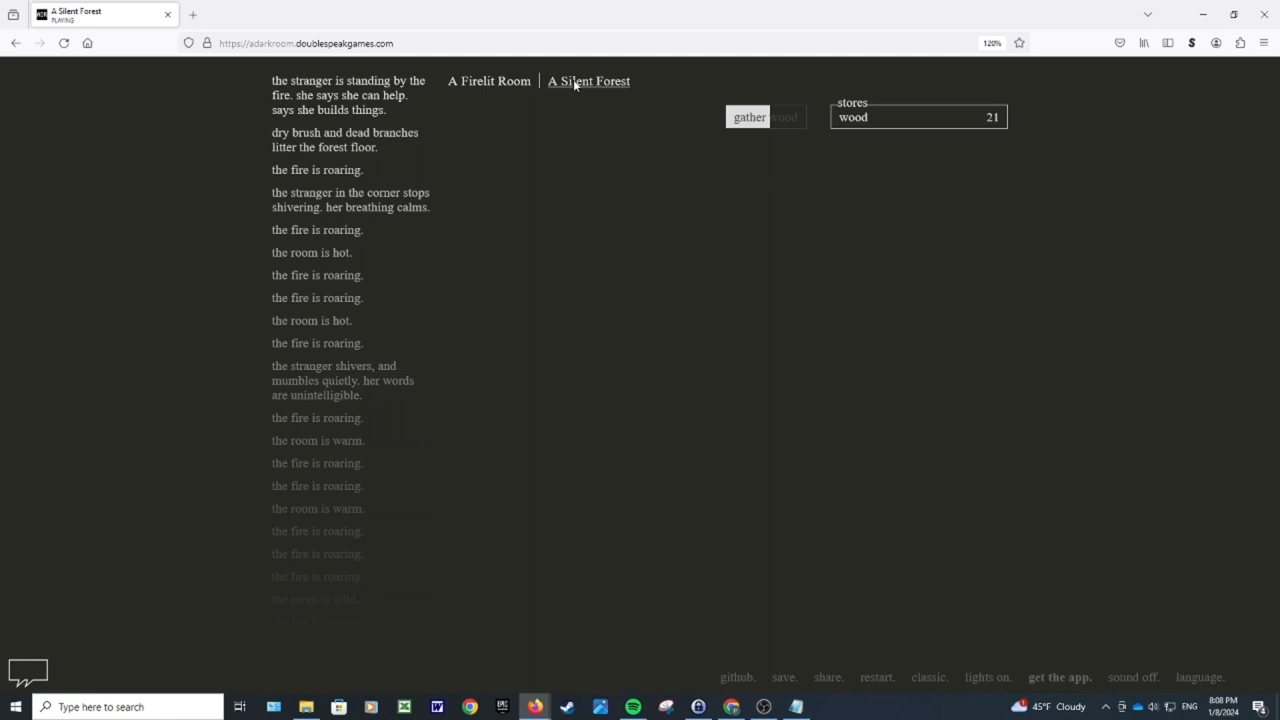 A Silent Forest
PLAYING
https://adarkroom.doublespeakgames.com
120%
the stranger is standing by the
fire. she says she can help.
says she builds things.
dry brush and dead branches
litter the forest floor.
the fire is roaring.
the stranger in the corner stops
shivering. her breathing calms.
the fire is roaring.
the room is hot.
the fire is roaring.
the fire is roaring.
the room is hot.
the fire is roaring.
the stranger shivers, and
mumbles quietly. her words
are unintelligible.
the fire is roaring.
the room is warm.
the fire is roaring.
the fire is roaring.
the room is warm.
the fire is roaring.
the fire is roaring.
the fire is roaring.
the room is mild.
A Firelit Room | A Silent Forest
gather wood
stores
wood 21
github. save. share. restart. classic. lights on. get the app. sound off. language.
Type here to search
45°F Cloudy
ENG
8:08 PM
1/8/2024